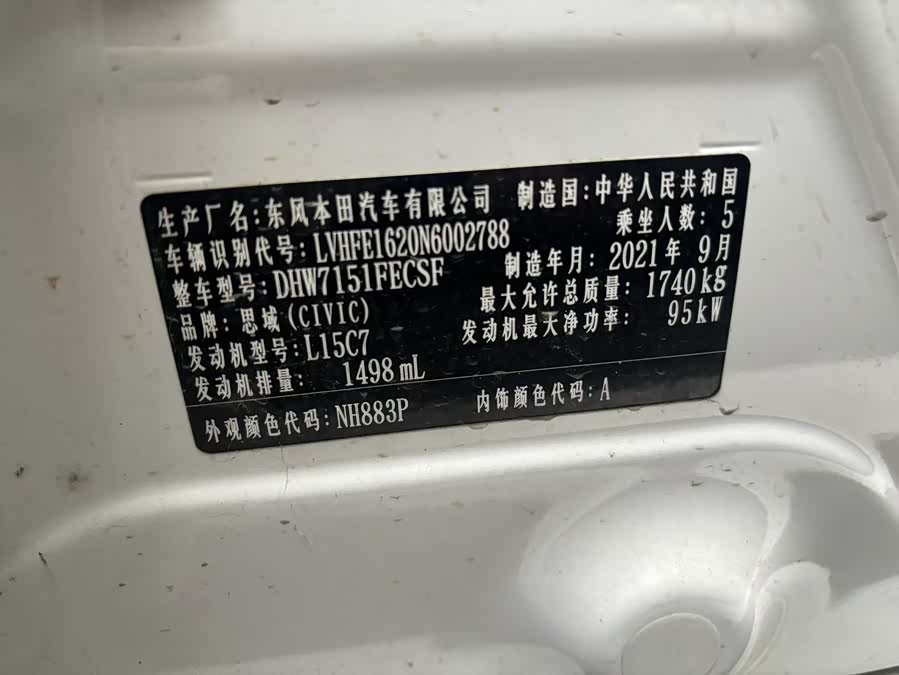 生产厂名:东风本田汽车有限公司 制造国:中华人民共和国
车辆识别代号:LVHFE1620N6002788 乘坐人数:5
整车型号:DHW7151FECSF 制造年月:2021年9月
品牌:思域(CIVIC) 最大允许总质量:1740kg
发动机型号:L15C7 发动机最大净功率:95kW
发动机排量:1498mL
外观颜色代码:NH883P 内饰颜色代码:A